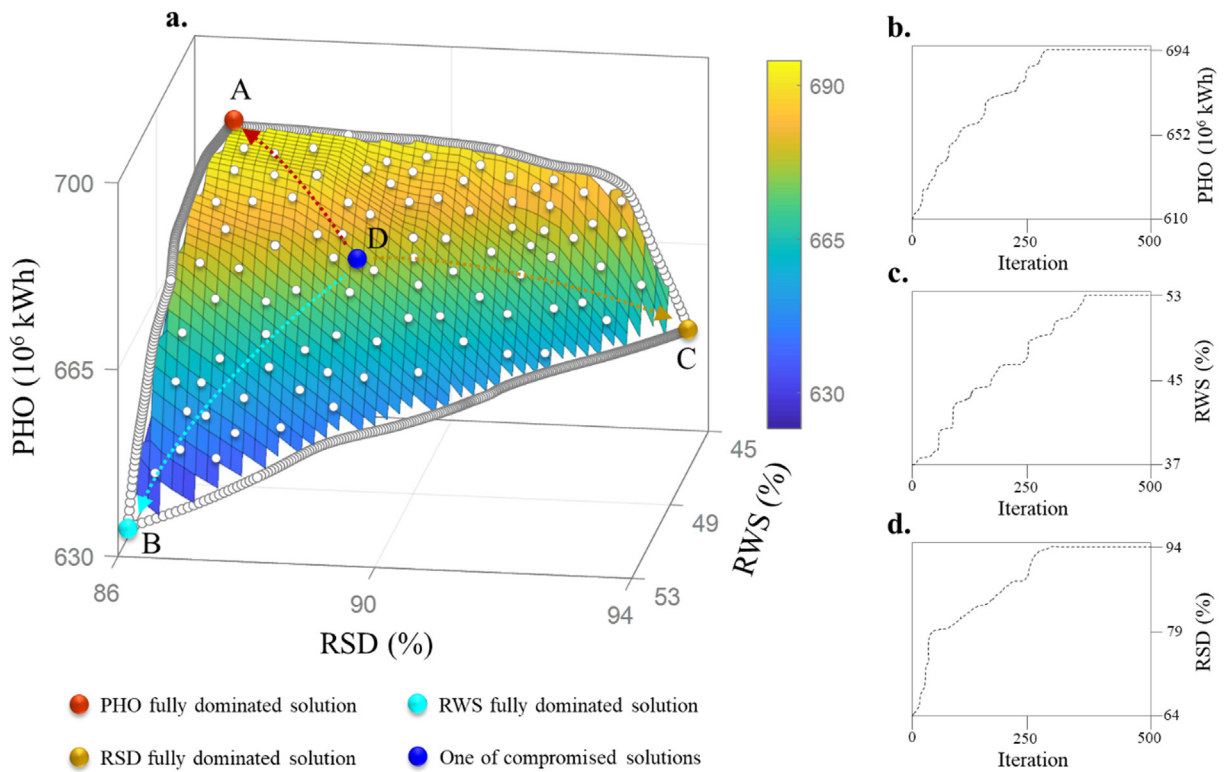 a.
A
D
C
B
700
665
630
PHO (10⁶ kWh)
86
90
94
RSD (%)
53
49
45
RWS (%)
690
665
630
b.
694
652
610
PHO (10⁶ kWh)
0
250
500
Iteration
c.
53
45
37
RWS (%)
0
250
500
Iteration
d.
94
79
64
RSD (%)
0
250
500
Iteration
PHO fully dominated solution
RWS fully dominated solution
RSD fully dominated solution
One of compromised solutions